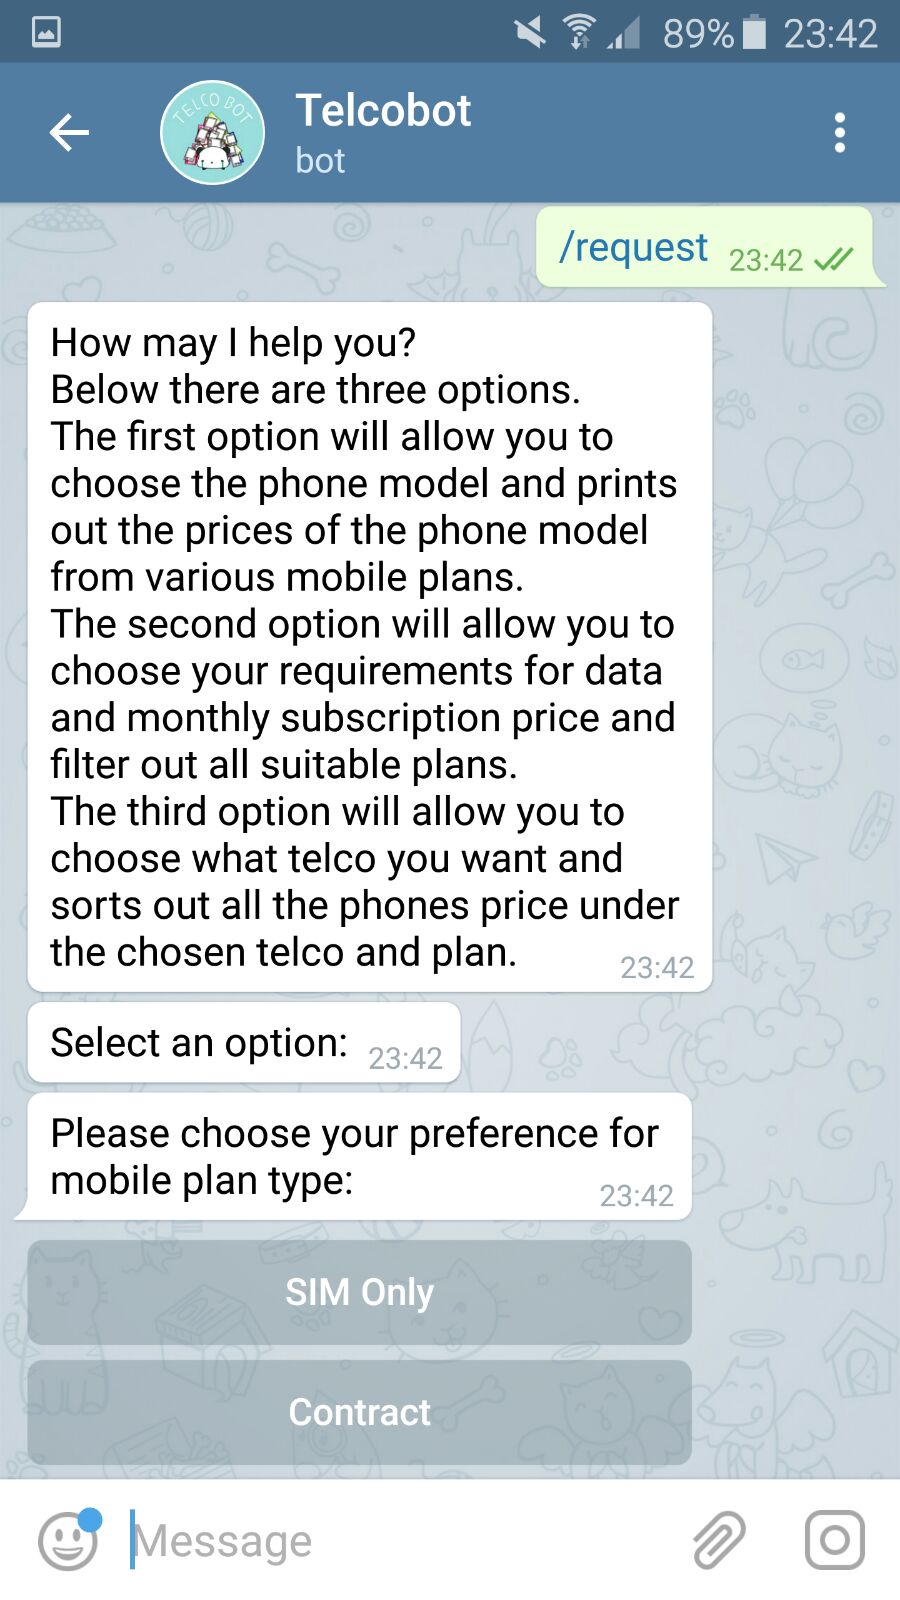 89% 23:42
TELCO BOT
Telcobot
bot
/request 23:42
How may I help you?
Below there are three options.
The first option will allow you to
choose the phone model and prints
out the prices of the phone model
from various mobile plans.
The second option will allow you to
choose your requirements for data
and monthly subscription price and
filter out all suitable plans.
The third option will allow you to
choose what telco you want and
sorts out all the phones price under
the chosen telco and plan. 23:42
Select an option: 23:42
Please choose your preference for
mobile plan type: 23:42
SIM Only
Contract
Message